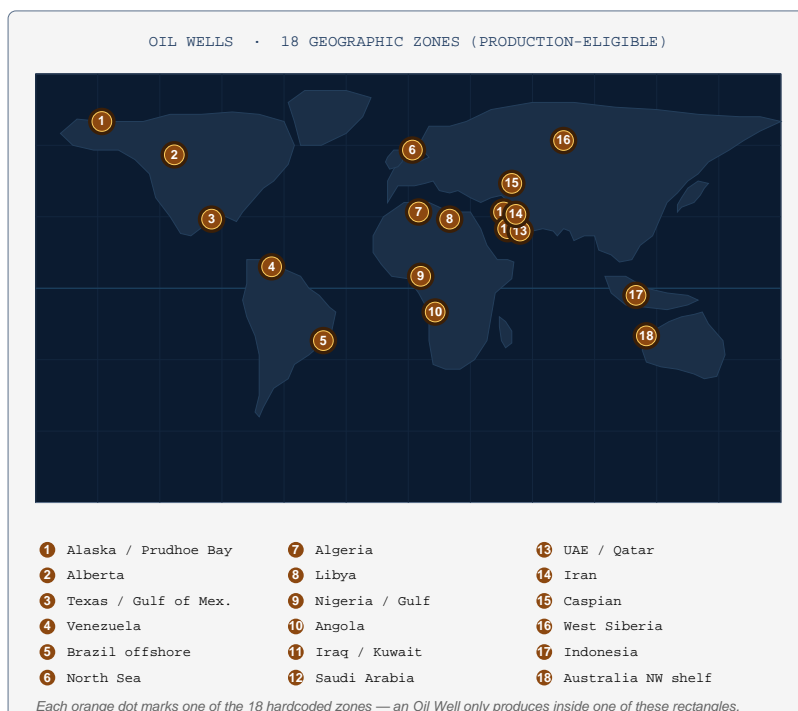 OIL WELLS · 18 GEOGRAPHIC ZONES (PRODUCTION-ELIGIBLE)
1
2
16
6
15
7
8
14
3
13
4
9
17
10
18
5
1 Alaska / Prudhoe Bay
2 Alberta
3 Texas / Gulf of Mex.
4 Venezuela
5 Brazil offshore
6 North Sea
7 Algeria
8 Libya
9 Nigeria / Gulf
10 Angola
11 Iraq / Kuwait
12 Saudi Arabia
13 UAE / Qatar
14 Iran
15 Caspian
16 West Siberia
17 Indonesia
18 Australia NW shelf
Each orange dot marks one of the 18 hardcoded zones — an Oil Well only produces inside one of these rectangles.